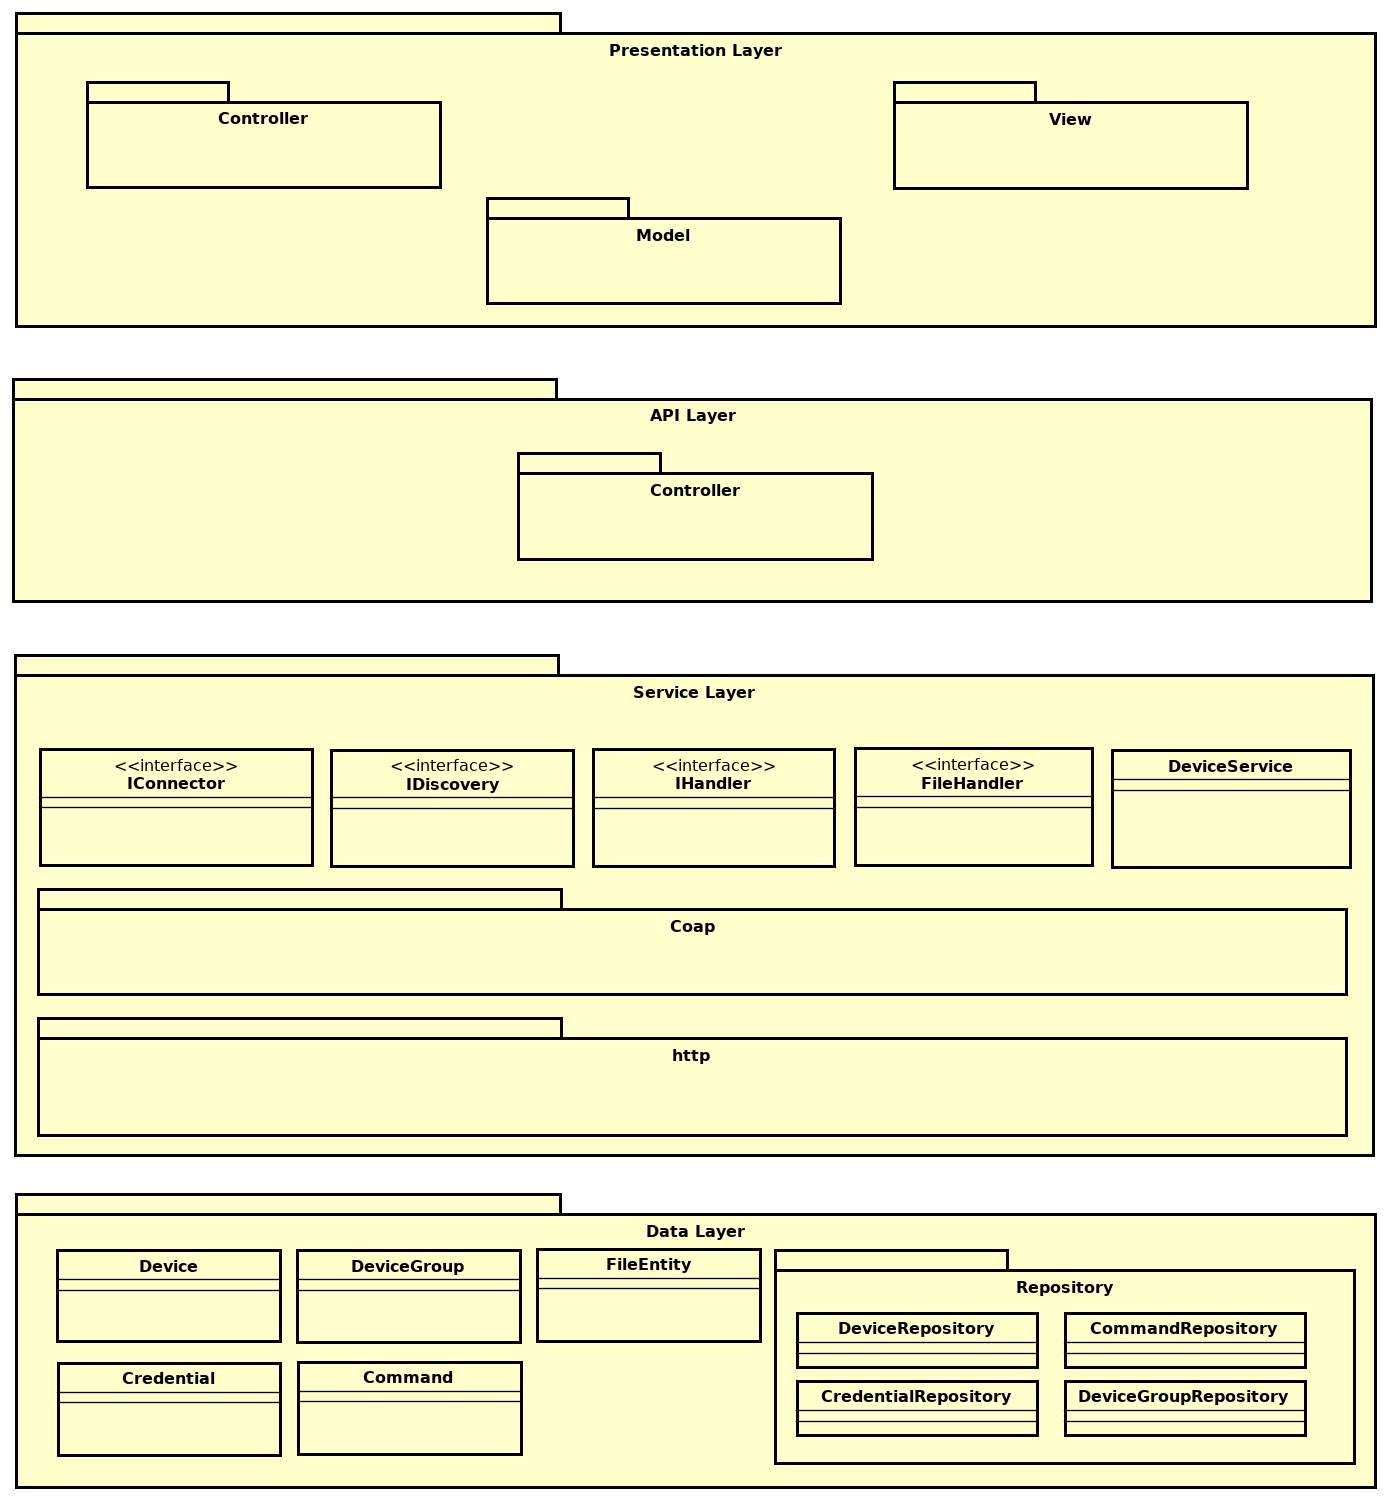 Presentation Layer
Controller
View
Model
API Layer
Controller
Service Layer
<<interface>>
IConnector
<<interface>>
IDiscovery
<<interface>>
IHandler
<<interface>>
FileHandler
DeviceService
Coap
http
Data Layer
Device
DeviceGroup
FileEntity
Repository
DeviceRepository
CommandRepository
Credential
Command
CredentialRepository
DeviceGroupRepository